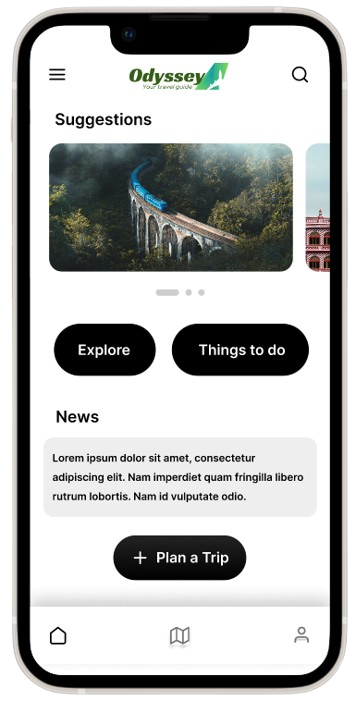 Odyssey
Your travel guide
Suggestions
Explore
Things to do
News
Lorem ipsum dolor sit amet, consectetur
adipiscing elit. Nam imperdiet quam fringilla libero
rutrum lobortis. Nam id vulputate odio.
+ Plan a Trip